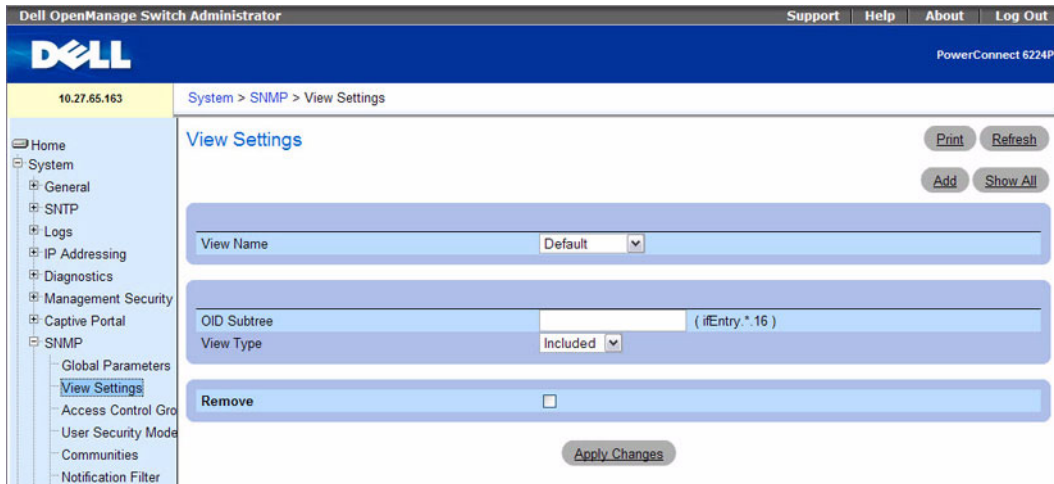 Dell OpenManage Switch Administrator
Support Help About Log Out
DELL
PowerConnect 6224P
10.27.65.163
System > SNMP > View Settings
Home
System
General
SNTP
Logs
IP Addressing
Diagnostics
Management Security
Captive Portal
SNMP
Global Parameters
View Settings
Access Control Gro
User Security Mode
Communities
Notification Filter
View Settings
Print Refresh
Add Show All
View Name Default
OID Subtree ( ifEntry.*.16 )
View Type Included
Remove
Apply Changes